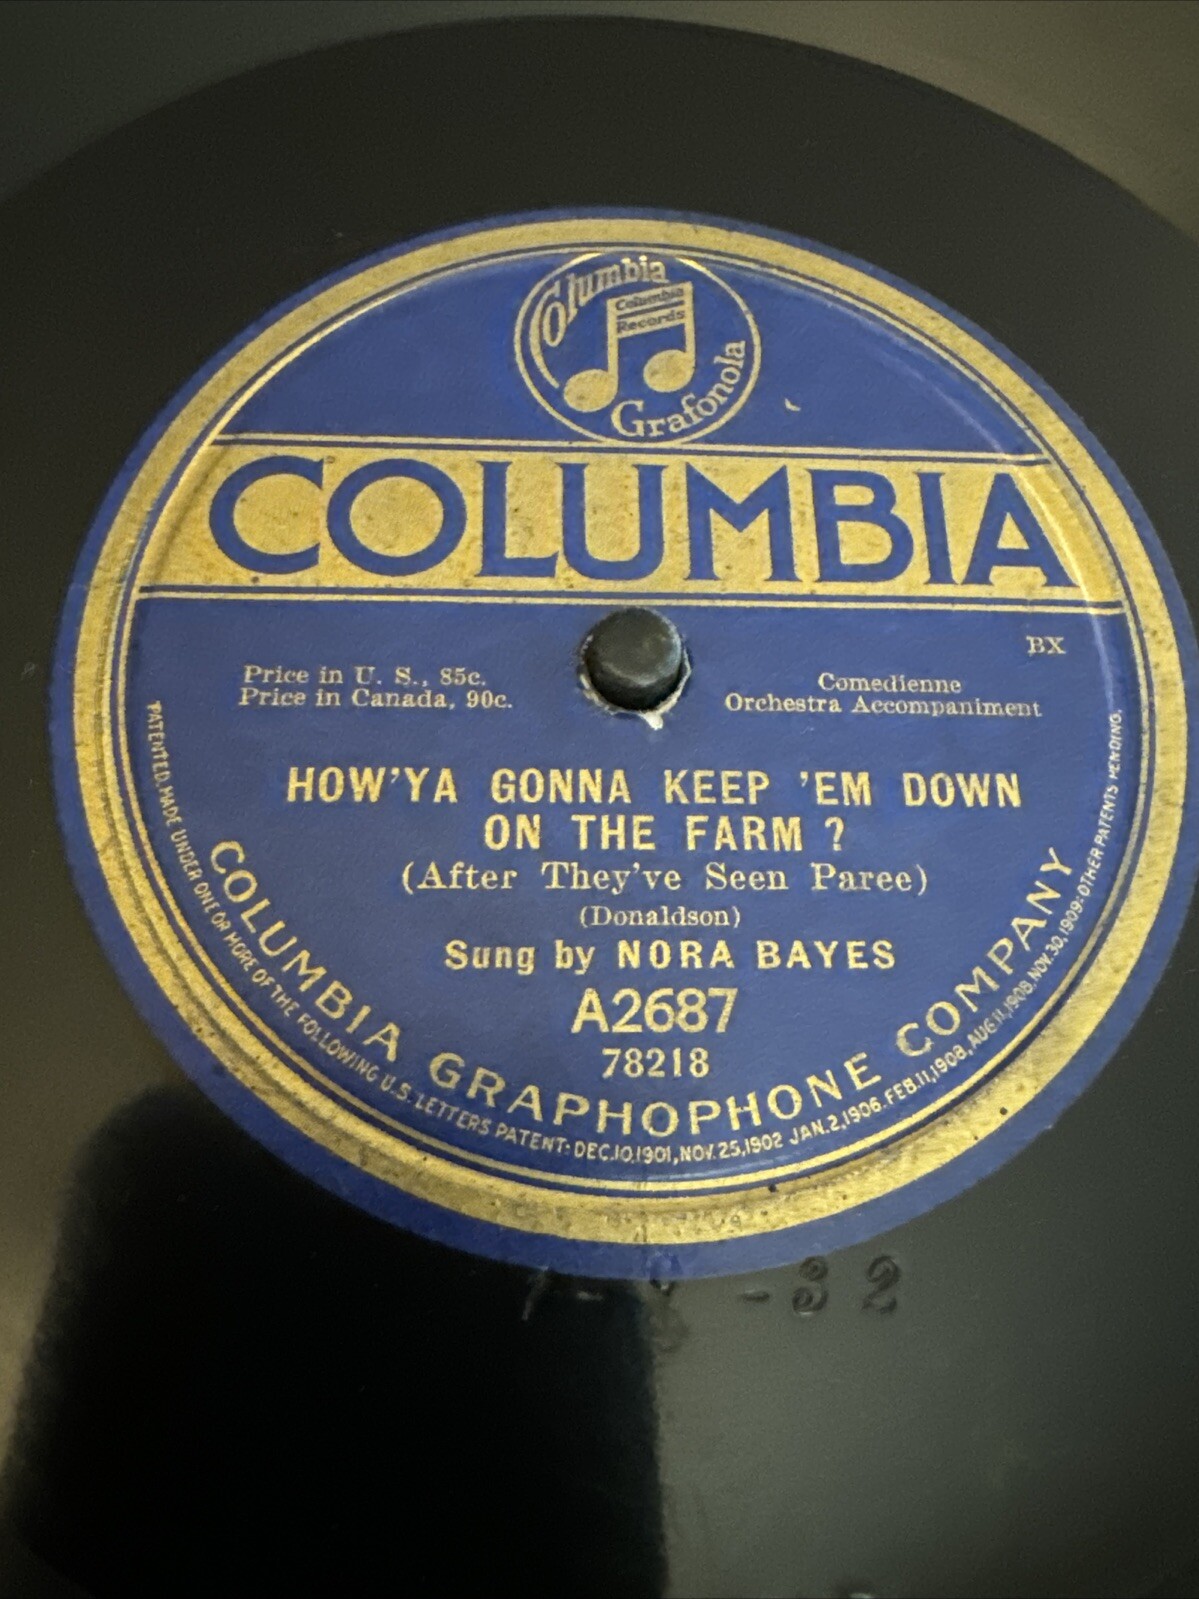 Columbia
Columbia
Records
Grafonola
COLUMBIA
BX
Price in U. S., 85c.
Price in Canada, 90c.
Comedienne
Orchestra Accompaniment
HOW'YA GONNA KEEP 'EM DOWN
ON THE FARM ?
(After They've Seen Paree)
(Donaldson)
Sung by NORA BAYES
A2687
78218
COLUMBIA GRAPHOPHONE COMPANY
PATENTED, MADE UNDER ONE OR MORE OF THE FOLLOWING U.S. LETTERS PATENT: DEC.10,1901, NOV. 25,1902 JAN. 2,1906. FEB.11,1908, AUG.11,1908. NOV.30,1909: OTHER PATENTS PENDING.
-32